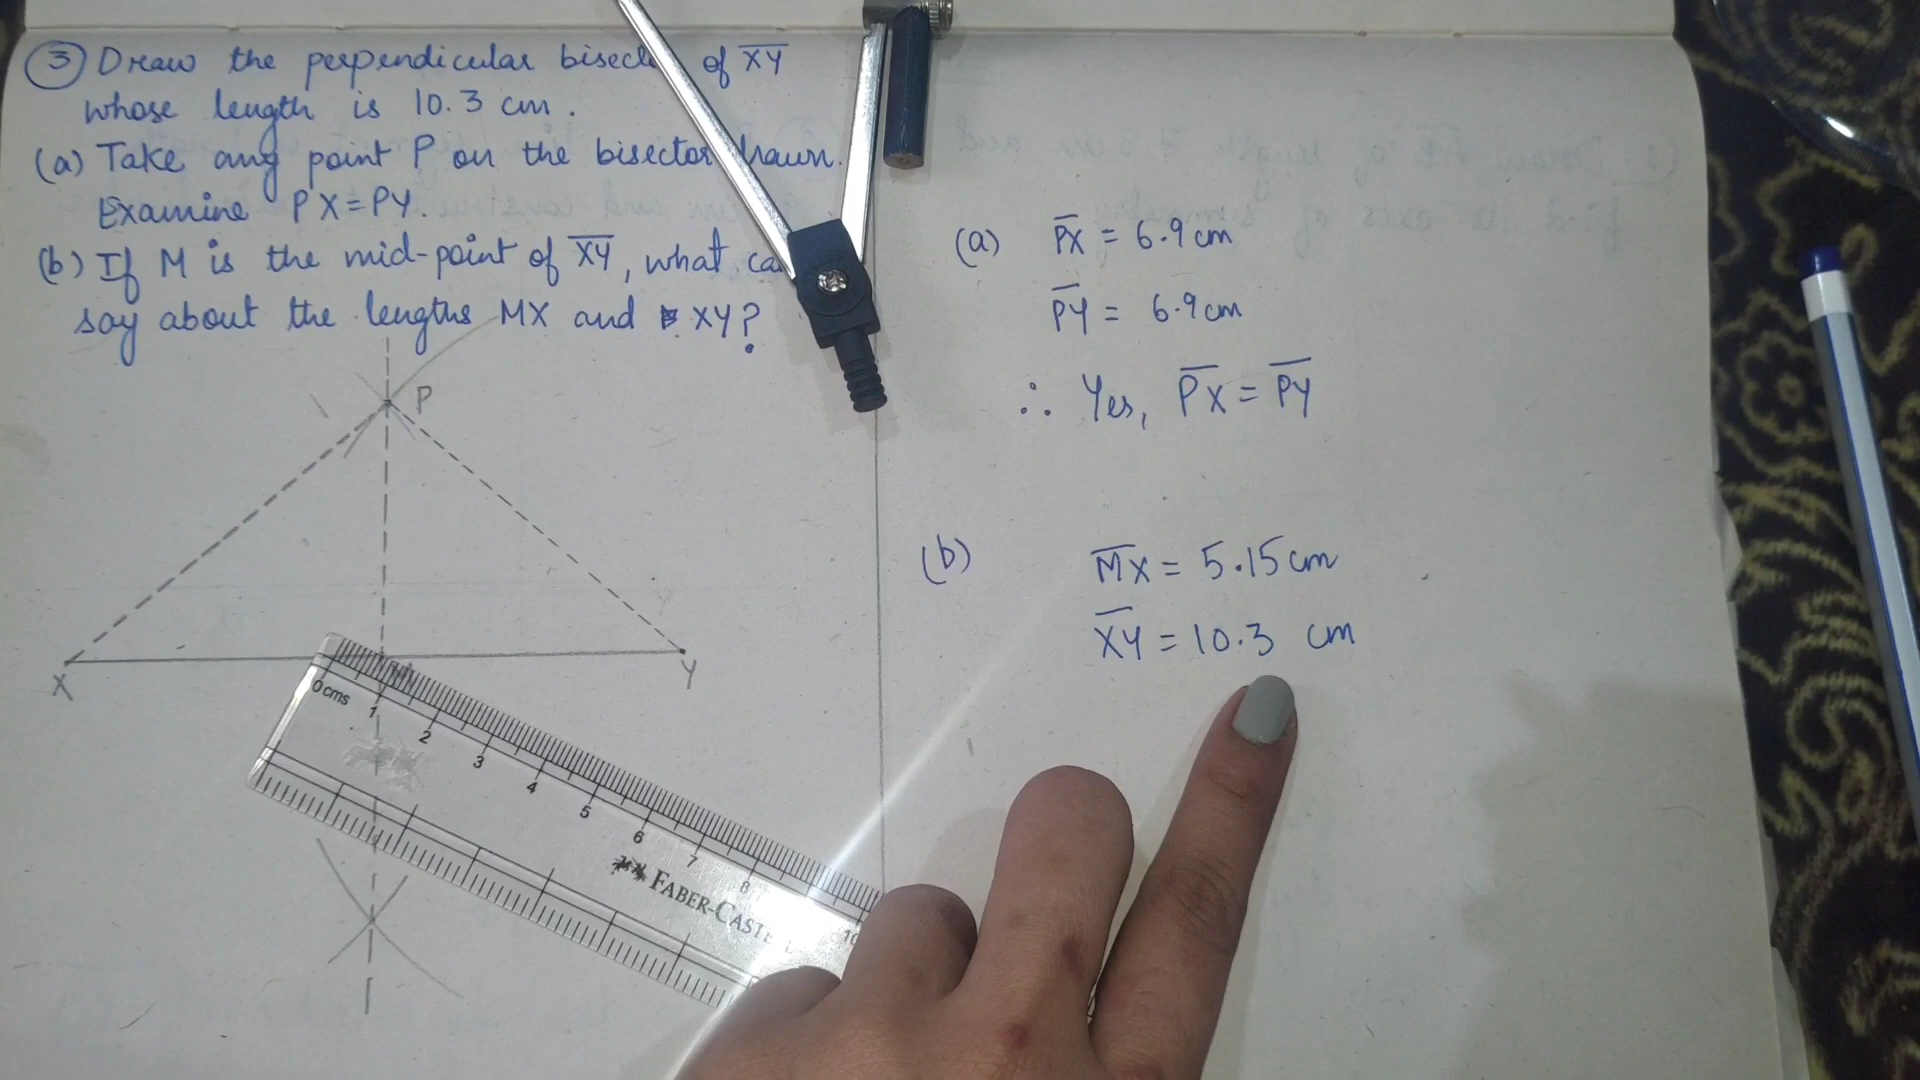 3 Draw the perpendicular of XY
whose length is 10.3 cm.
(a) Take any point P on the bisector drawn.
Examine PX=PY.
(b) If M is the mid-point of XY, what
say about the lengths MX and XY?
(a) PX = 6.9 cm
PY = 6.9 cm
∴ Yes, PX = PY
(b) MX = 5.15 cm
XY = 10.3 cm
P
X
Y
0 cms 1 2 3 4 5 6 7 8 10
FABER-CASTE